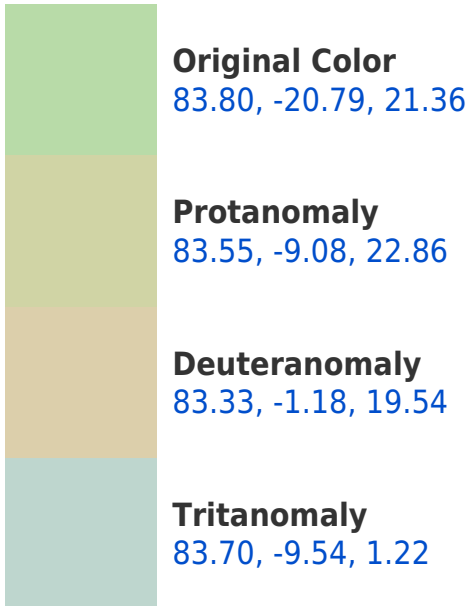 Original Color
83.80, -20.79, 21.36
Protanomaly
83.55, -9.08, 22.86
Deuteranomaly
83.33, -1.18, 19.54
Tritanomaly
83.70, -9.54, 1.22